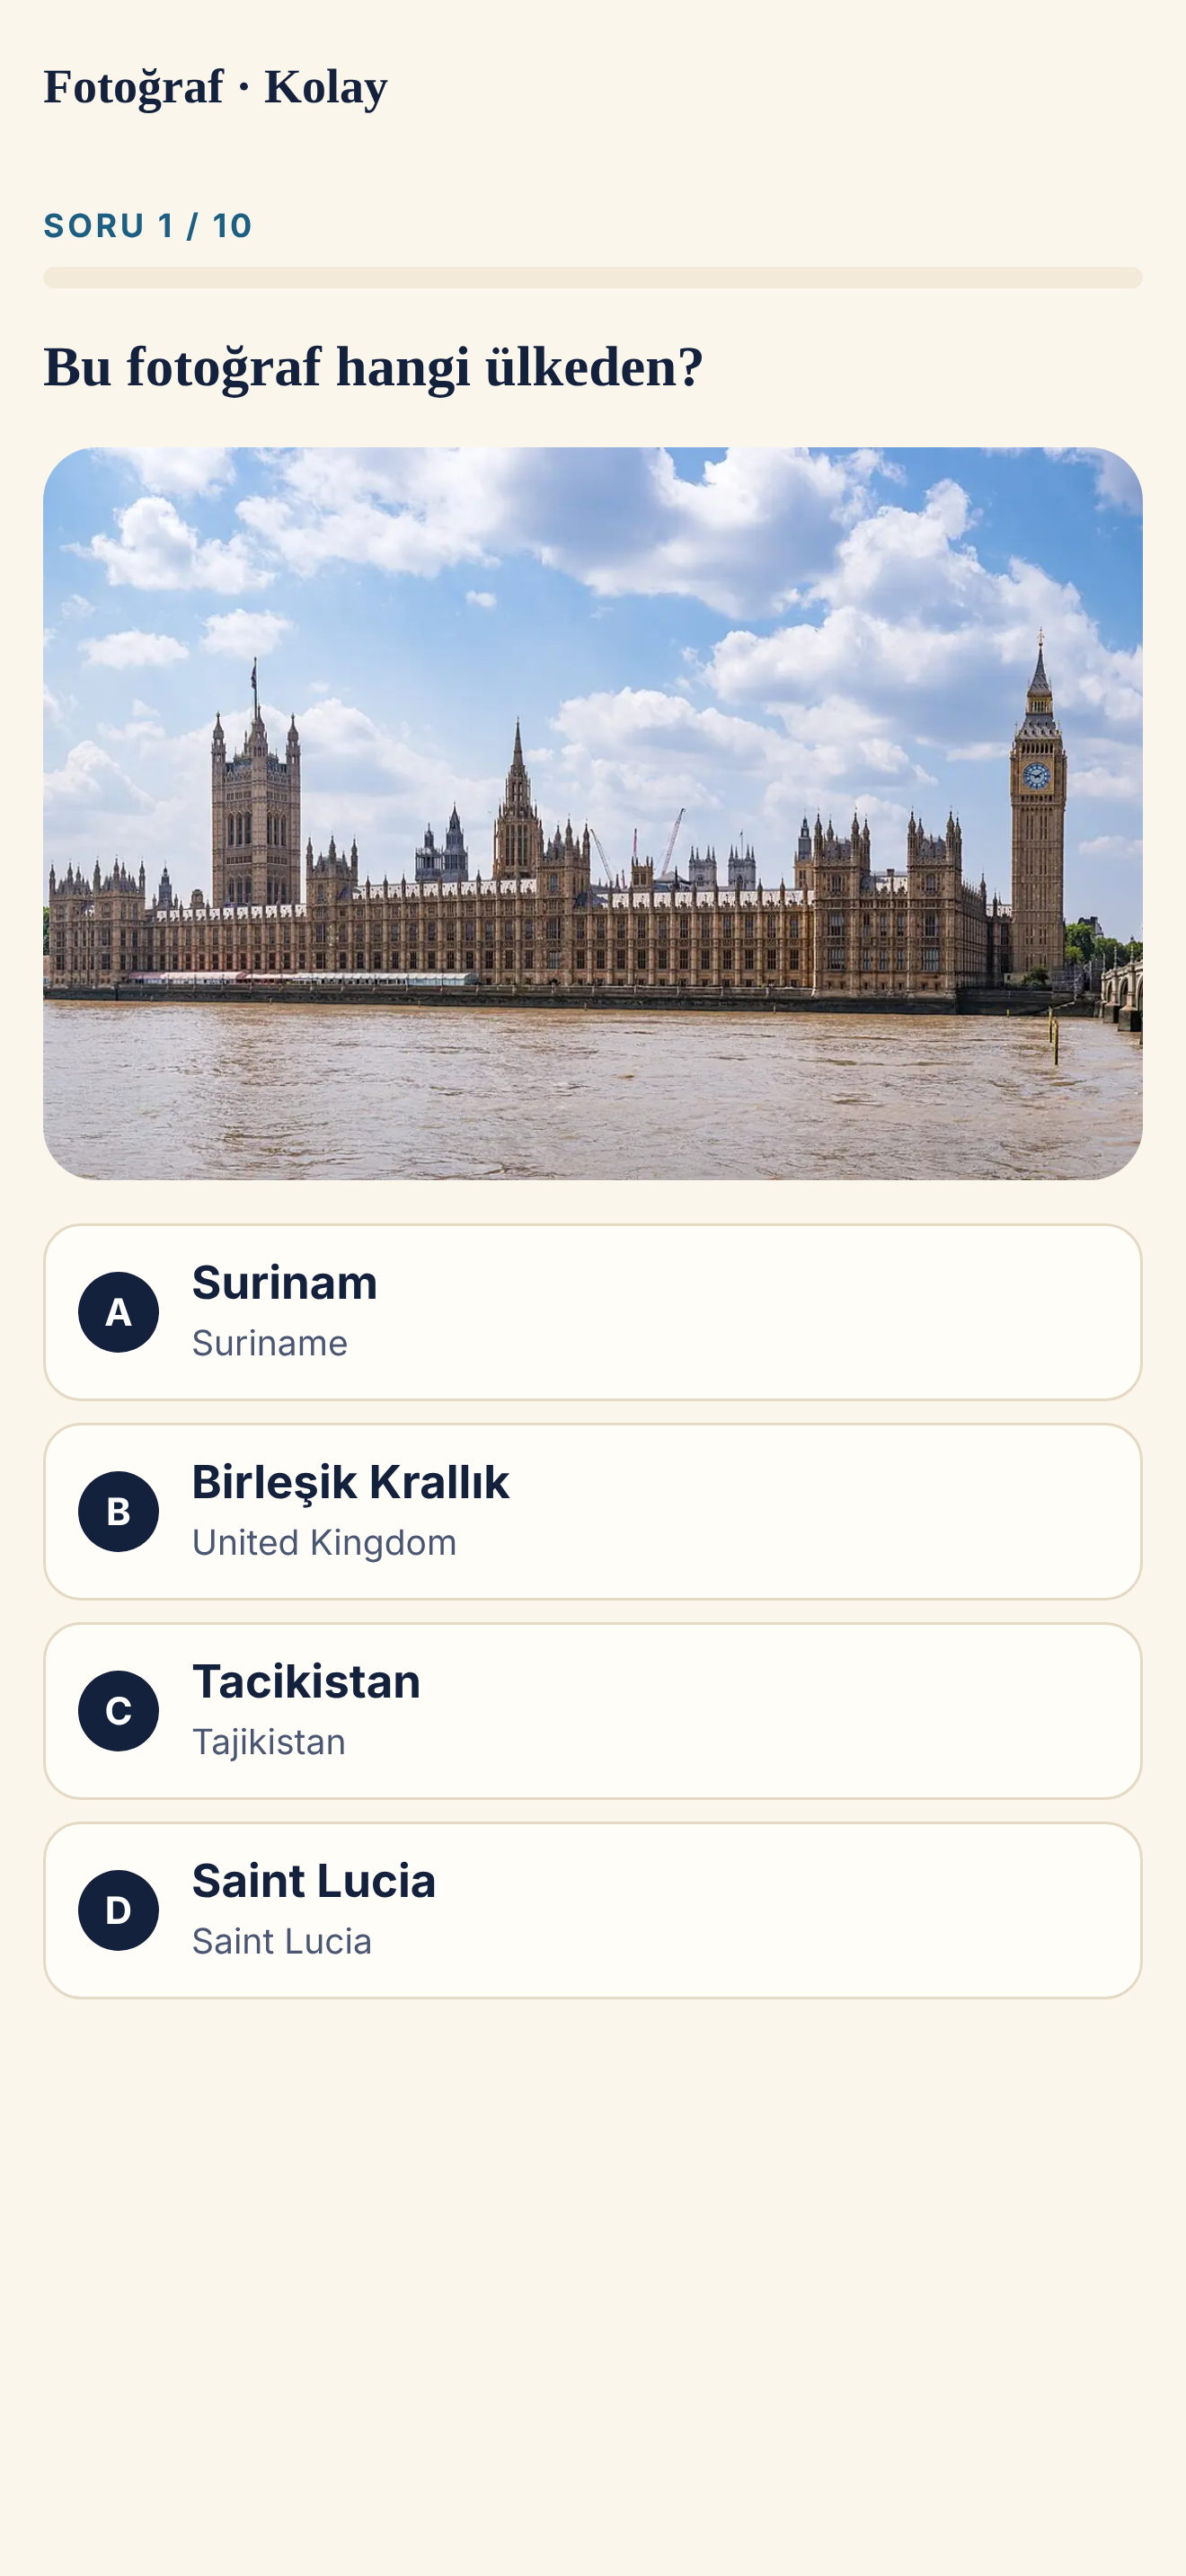 Fotoğraf · Kolay
SORU 1 / 10
Bu fotoğraf hangi ülkeden?
A
Surinam
Suriname
B
Birleşik Krallık
United Kingdom
C
Tacikistan
Tajikistan
D
Saint Lucia
Saint Lucia